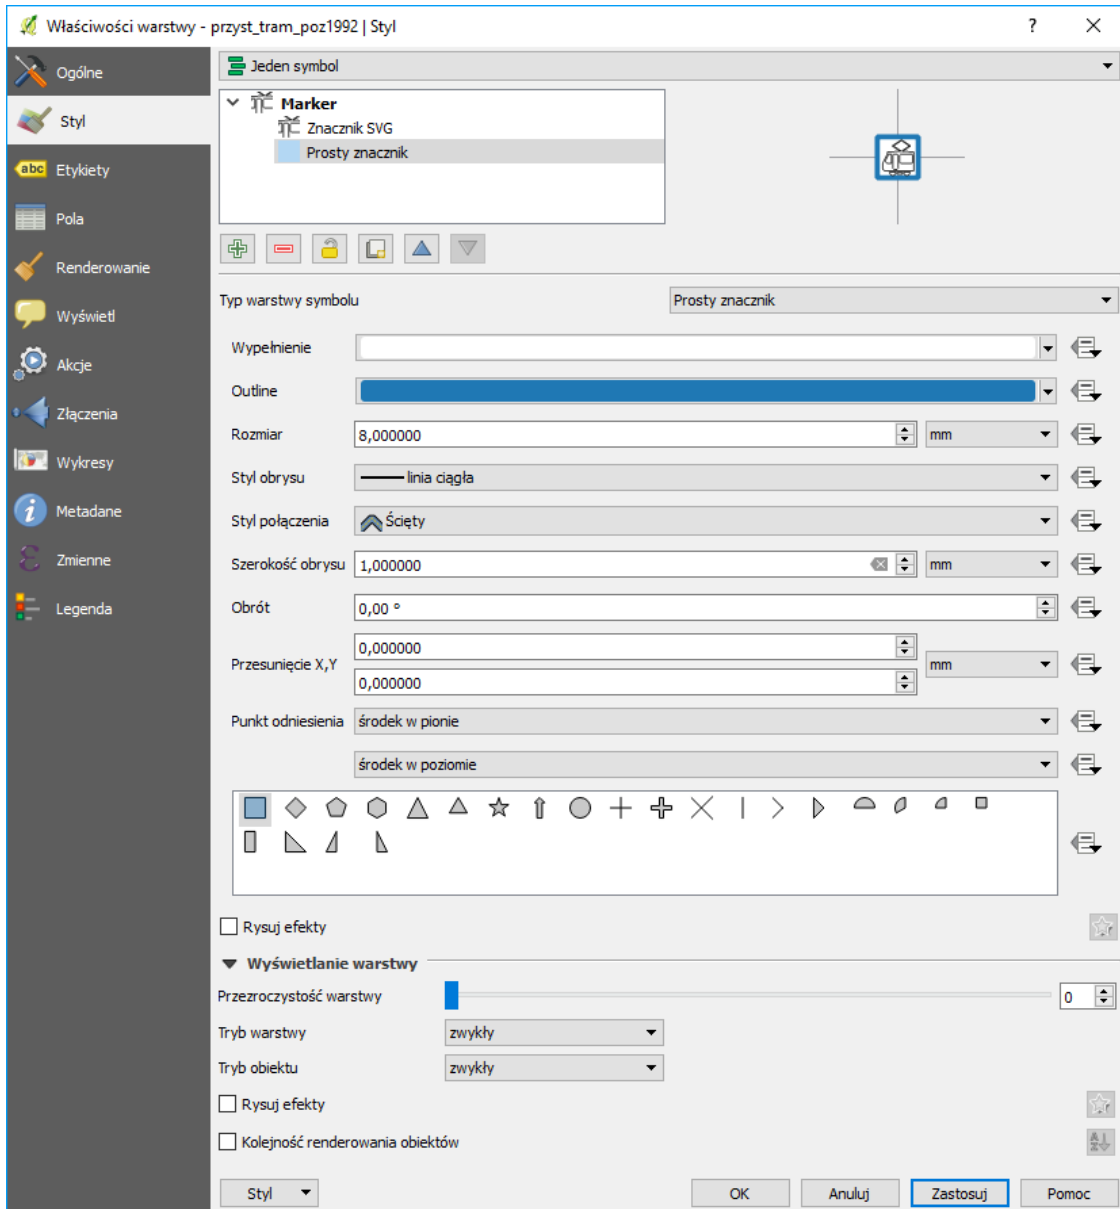 Właściwości warstwy - przyst_tram_poz1992 | Styl
?
Ogólne
Styl
abc Etykiety
Pola
Renderowanie
Wyświetl
Akcje
Złączenia
Wykresy
Metadane
Zmienne
Legenda
Jeden symbol
Marker
Znacznik SVG
Prosty znacznik
Typ warstwy symbolu Prosty znacznik
Wypełnienie
Outline
Rozmiar 8,000000 mm
Styl obrysu linia ciągła
Styl połączenia Ścięty
Szerokość obrysu 1,000000 mm
Obrót 0,00 °
Przesunięcie X,Y 0,000000 mm
0,000000
Punkt odniesienia środek w pionie
środek w poziomie
Rysuj efekty
Wyświetlanie warstwy
Przezroczystość warstwy 0
Tryb warstwy zwykły
Tryb obiektu zwykły
Rysuj efekty
Kolejność renderowania obiektów
Styl OK Anuluj Zastosuj Pomoc